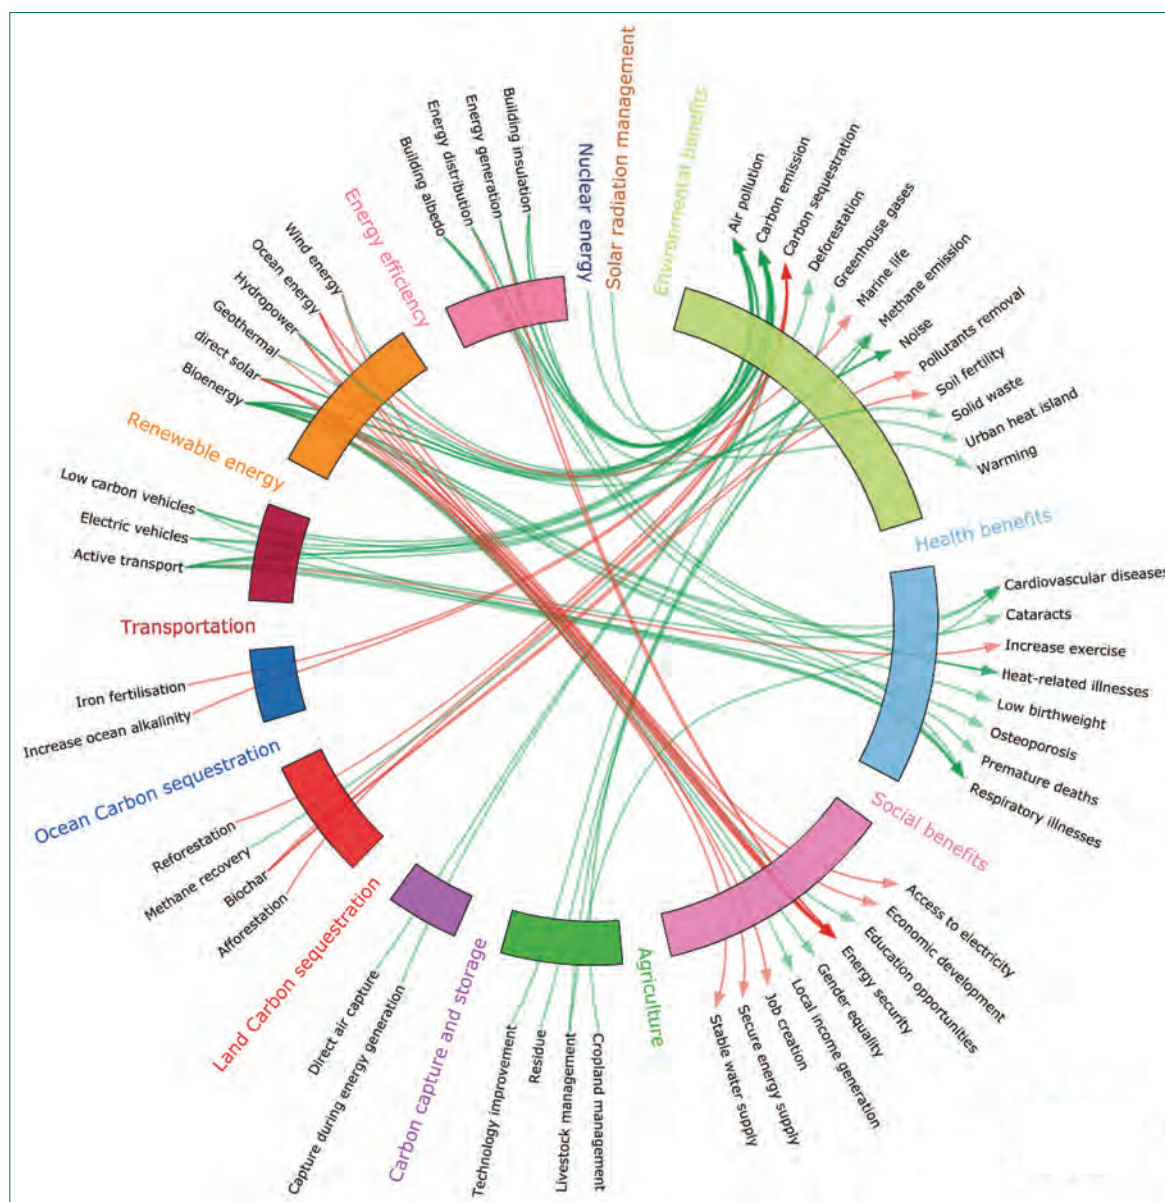 Solar radiation management
Nuclear energy
Building insulation
Energy generation
Energy distribution
Building albedo
Energy efficiency
Wind energy
Ocean energy
Hydropower
Geothermal
direct solar
Bioenergy
Renewable energy
Low carbon vehicles
Electric vehicles
Active transport
Transportation
Iron fertilisation
Increase ocean alkalinity
Ocean Carbon sequestration
Reforestation
Methane recovery
Biochar
Afforestation
Land Carbon sequestration
Direct air capture
Capture during energy generation
Carbon capture and storage
Technology improvement
Residue
Livestock management
Cropland management
Agriculture
Environmental benefits
Air pollution
Carbon emission
Carbon sequestration
Deforestation
Greenhouse gases
Marine life
Methane emission
Noise
Pollutants removal
Soil fertility
Solid waste
Urban heat island
Warming
Health benefits
Cardiovascular diseases
Cataracts
Increase exercise
Heat-related illnesses
Low birthweight
Osteoporosis
Premature deaths
Respiratory illnesses
Social benefits
Access to electricity
Economic development
Education opportunities
Energy security
Gender equality
Local income generation
Job creation
Secure energy supply
Stable water supply